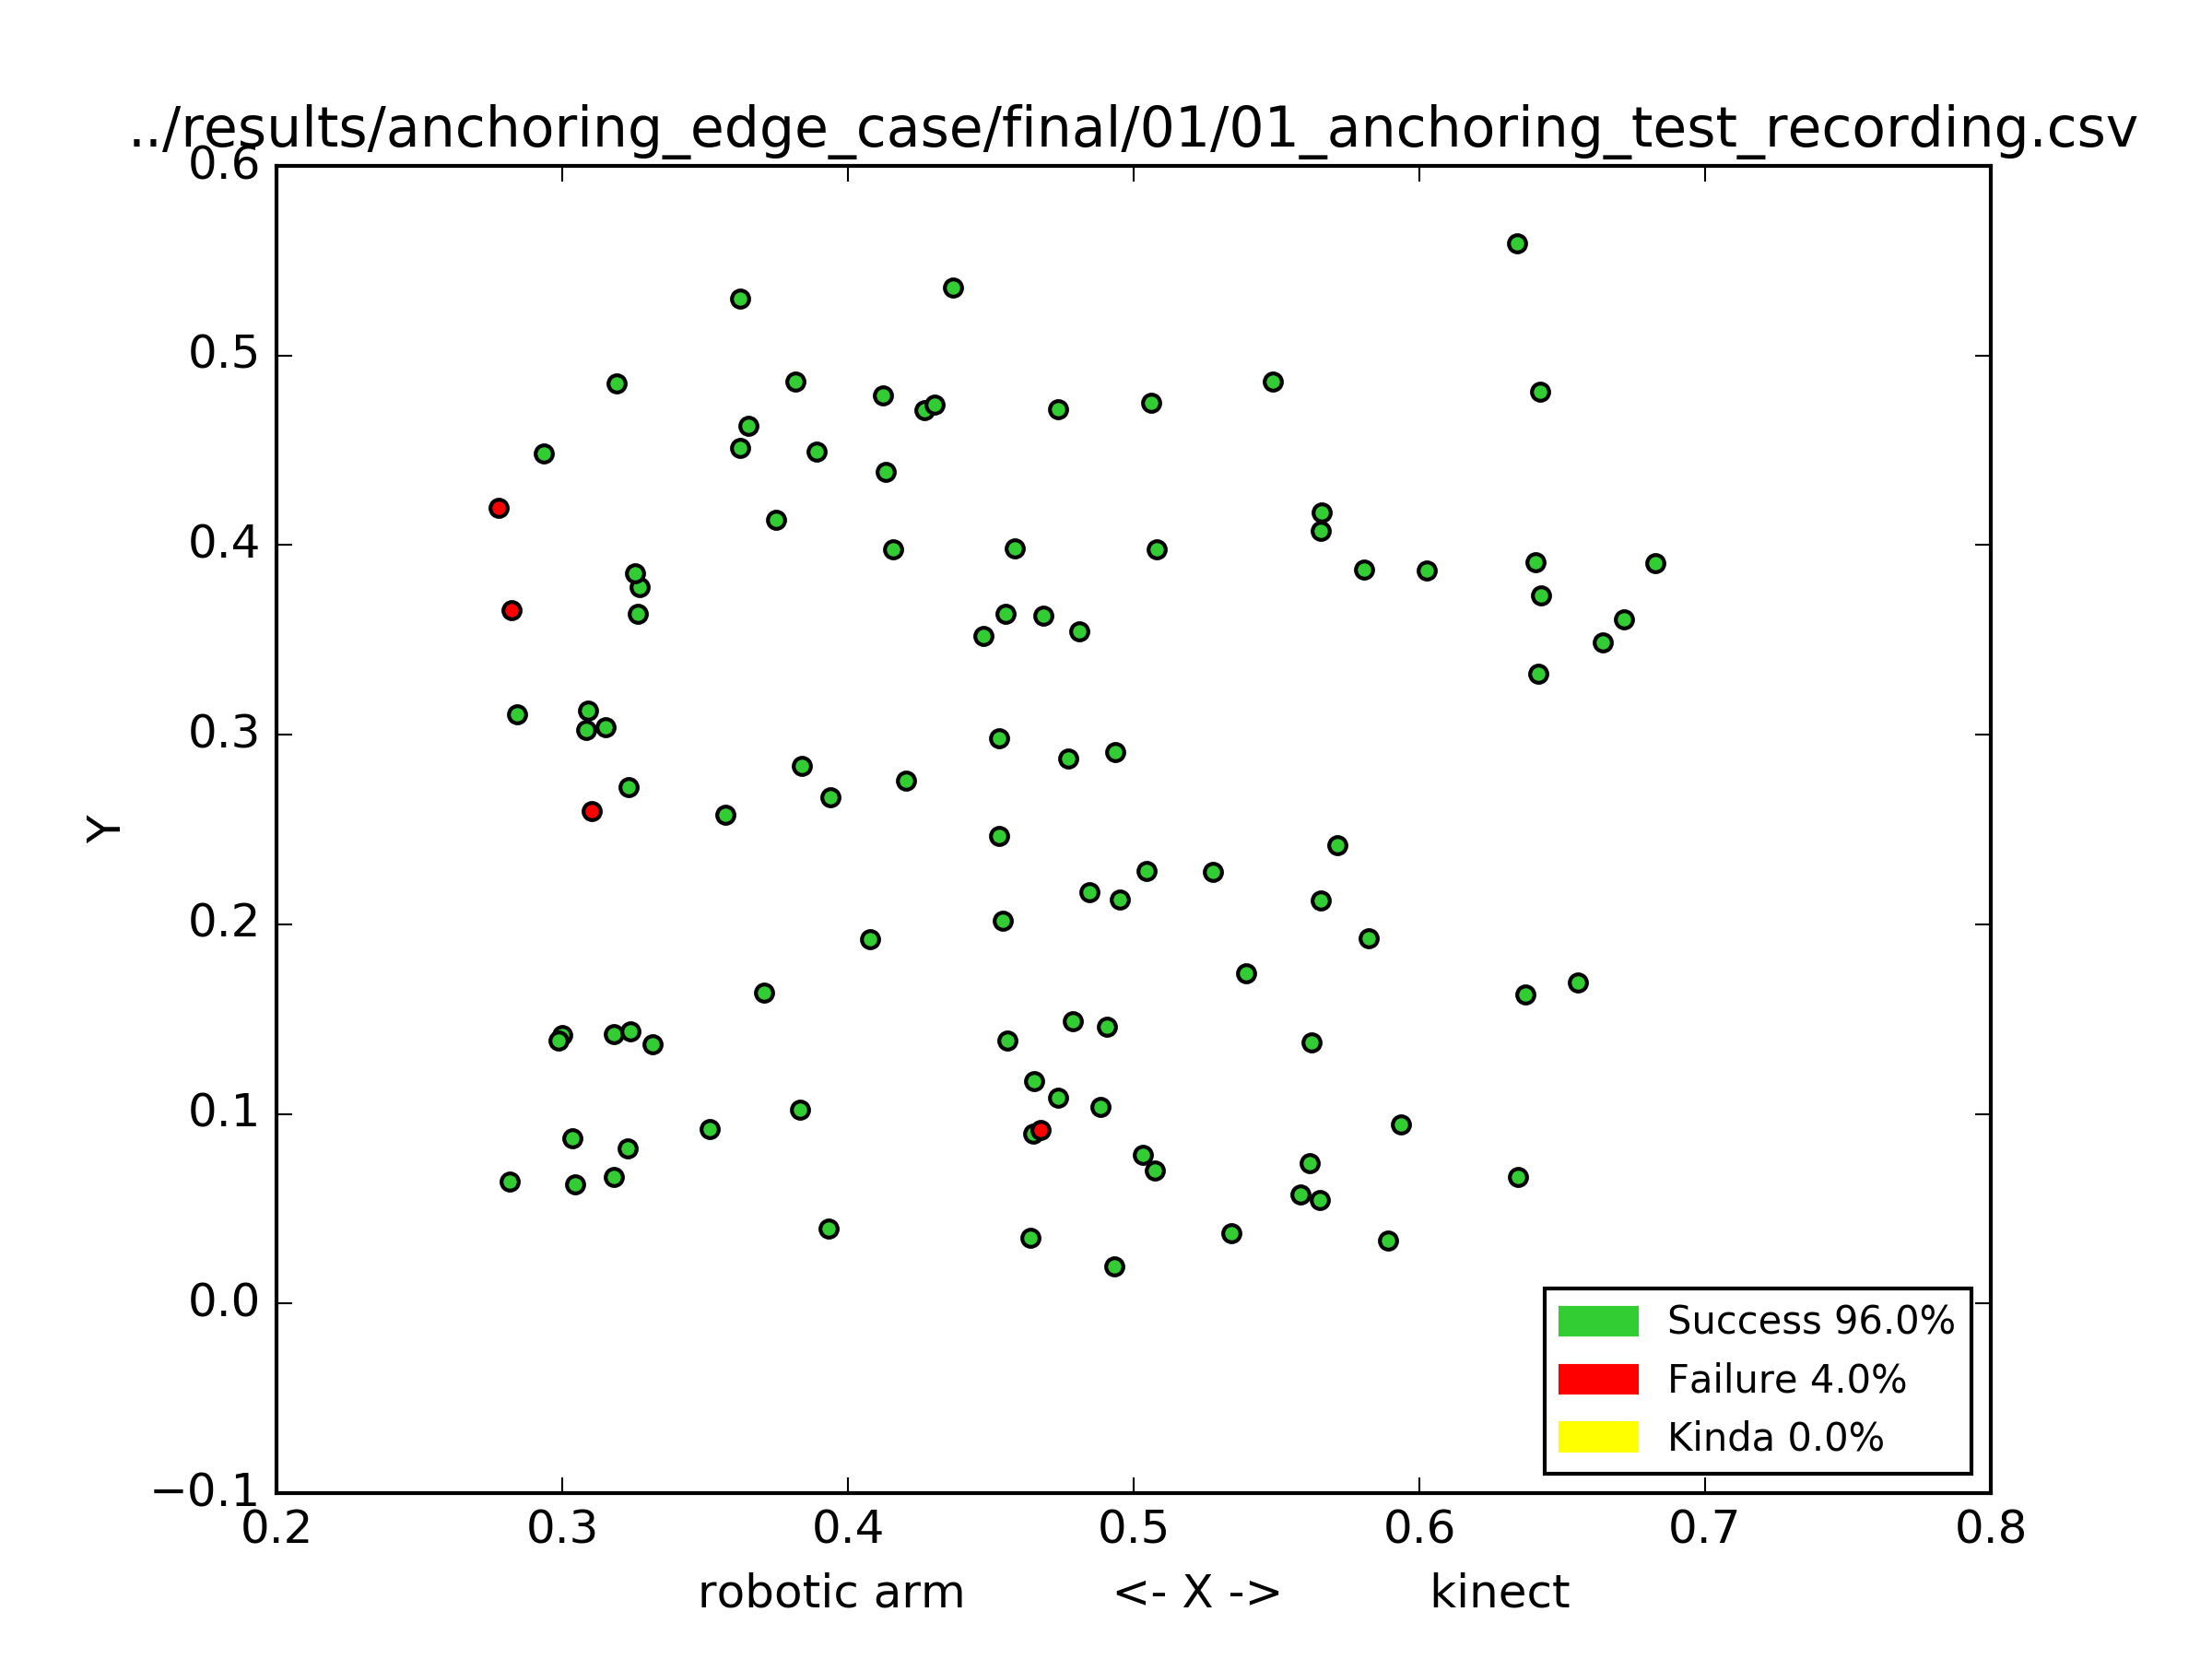 ../results/anchoring_edge_case/final/01/01_anchoring_test_recording.csv
0.6
0.5
0.4
0.3
0.2
0.1
0.0
−0.1
Y
Success 96.0%
Failure 4.0%
Kinda 0.0%
0.2 0.3 0.4 0.5 0.6 0.7 0.8
robotic arm <- X -> kinect